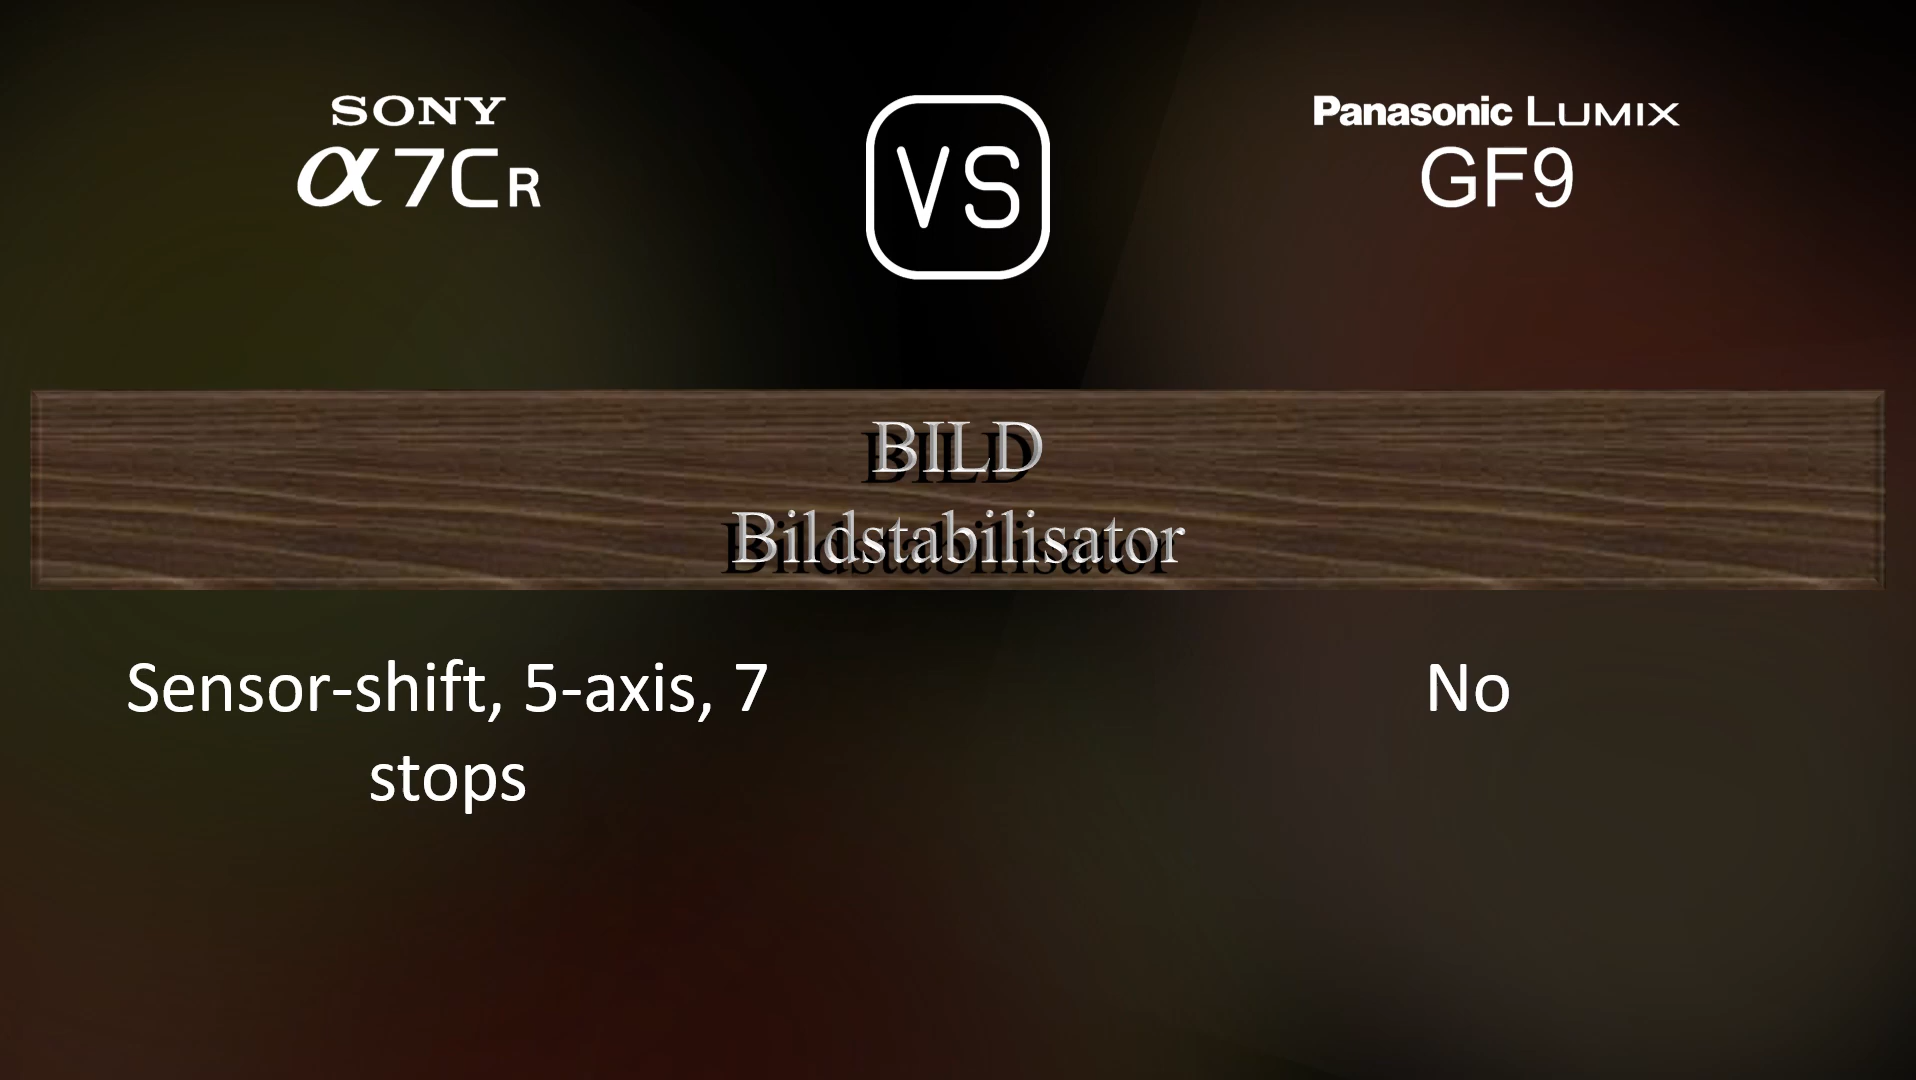 SONY
α7CR
VS
Panasonic LUMIX
GF9
BILD
Bildstabilisator
Sensor-shift, 5-axis, 7
stops
No